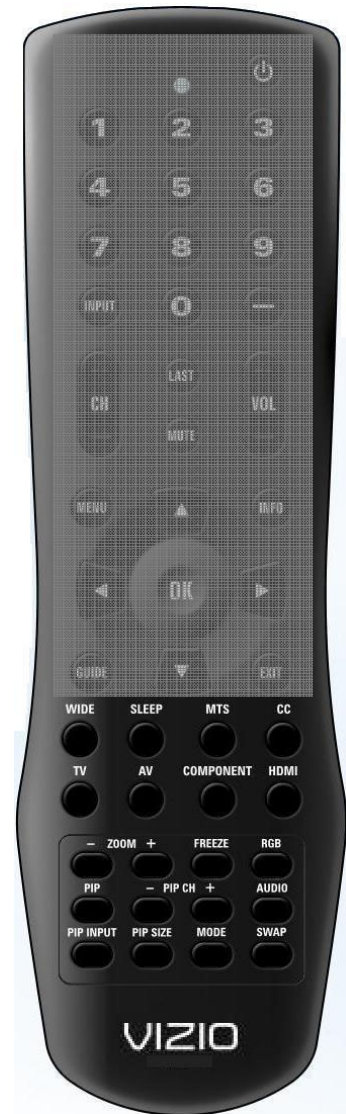 1 2 3
4 5 6
7 8 9
INPUT 0 —
LAST
CH VOL
MUTE
MENU INFO
OK
GUIDE EXIT
WIDE SLEEP MTS CC
TV AV COMPONENT HDMI
− ZOOM + FREEZE RGB
PIP − PIP CH + AUDIO
PIP INPUT PIP SIZE MODE SWAP
VIZIO